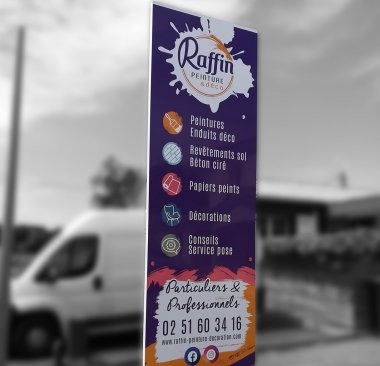 Raffin
PEINTURE
&DÉCO
Peintures
Enduits déco
Revêtements sol
Béton ciré
Papiers peints
Décorations
Conseils
Service pose
Particuliers &
Professionnels
02 51 60 34 16
www.raffin-peinture-decoration.com